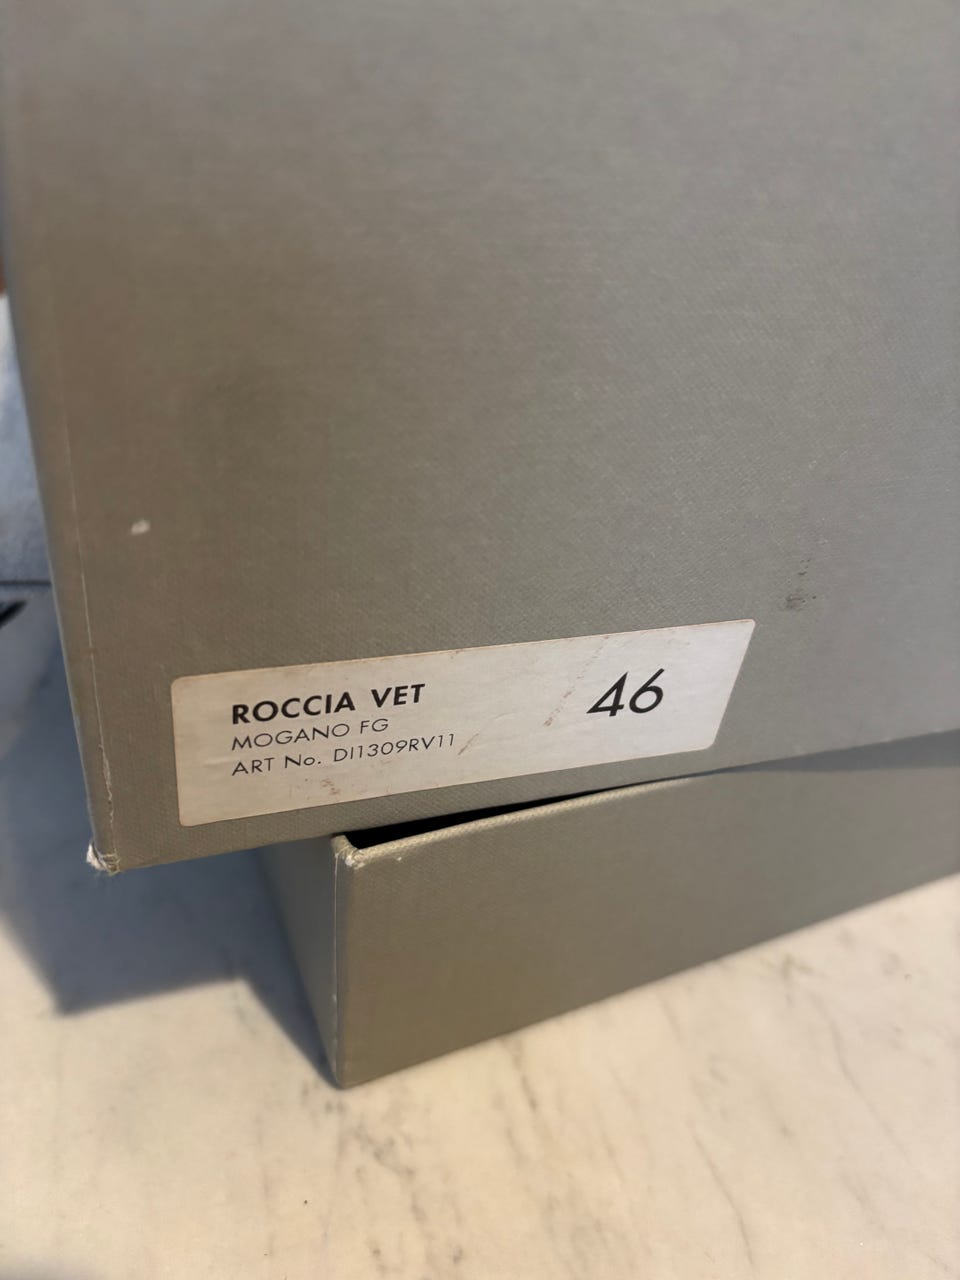 ROCCIA VET
MOGANO FG
ART No. DI1309RV11
46